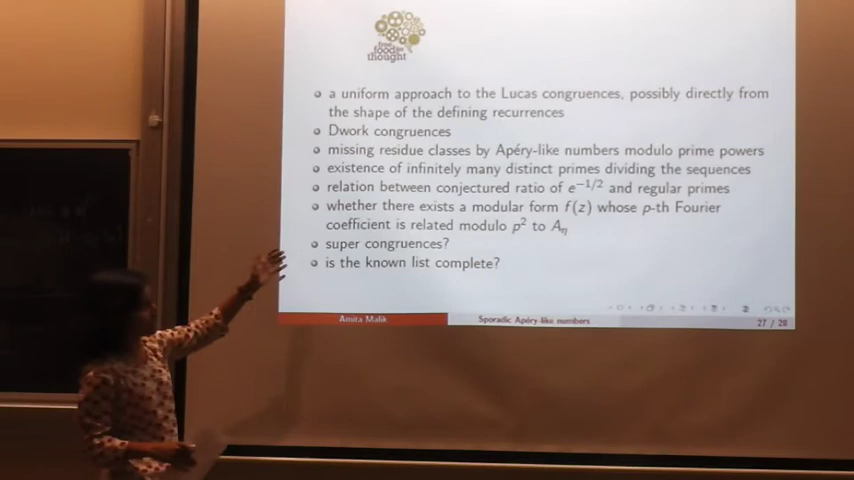 free
food for
thought
a uniform approach to the Lucas congruences, possibly directly from
the shape of the defining recurrences
Dwork congruences
missing residue classes by Apéry-like numbers modulo prime powers
existence of infinitely many distinct primes dividing the sequences
relation between conjectured ratio of e^{-1/2} and regular primes
whether there exists a modular form f(z) whose p-th Fourier
coefficient is related modulo p² to A_η
super congruences?
is the known list complete?
Amita Malik
Sporadic Apéry-like numbers
27 / 28